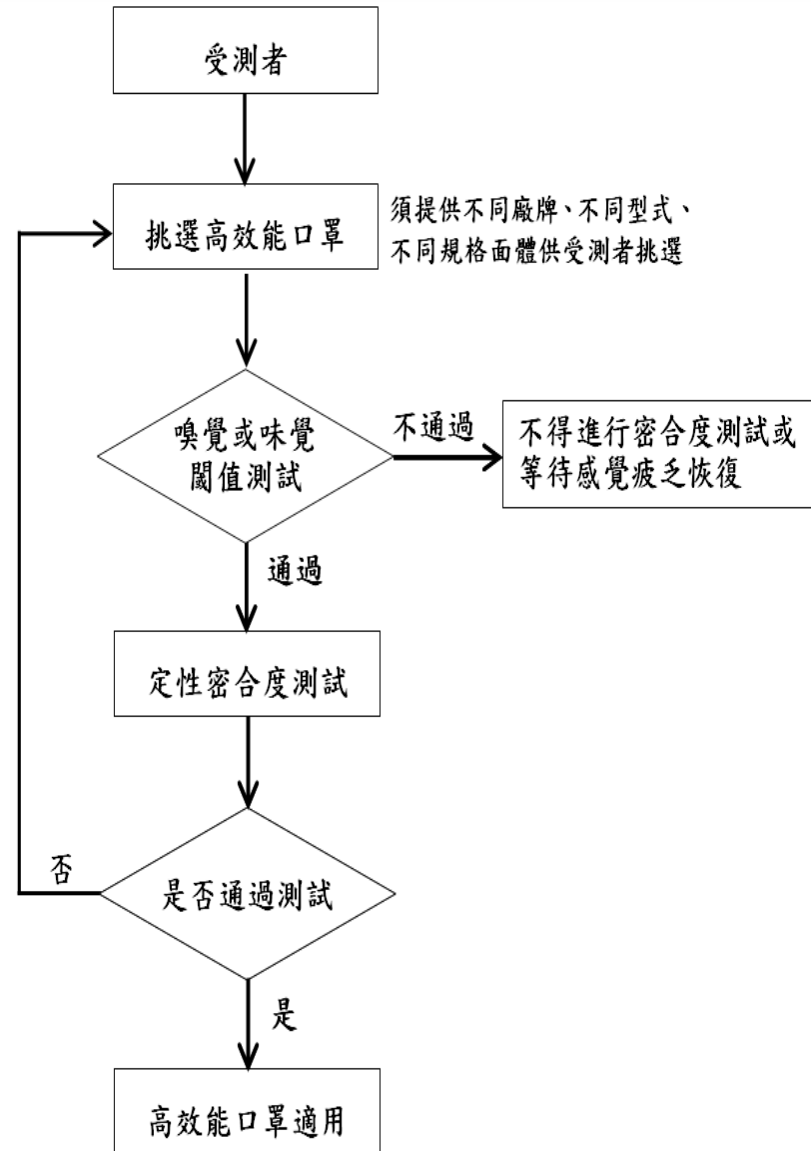 受測者
挑選高效能口罩
須提供不同廠牌、不同型式、
不同規格面體供受測者挑選
嗅覺或味覺
閾值測試
不通過
不得進行密合度測試或
等待感覺疲乏恢復
通過
定性密合度測試
否
是否通過測試
是
高效能口罩適用